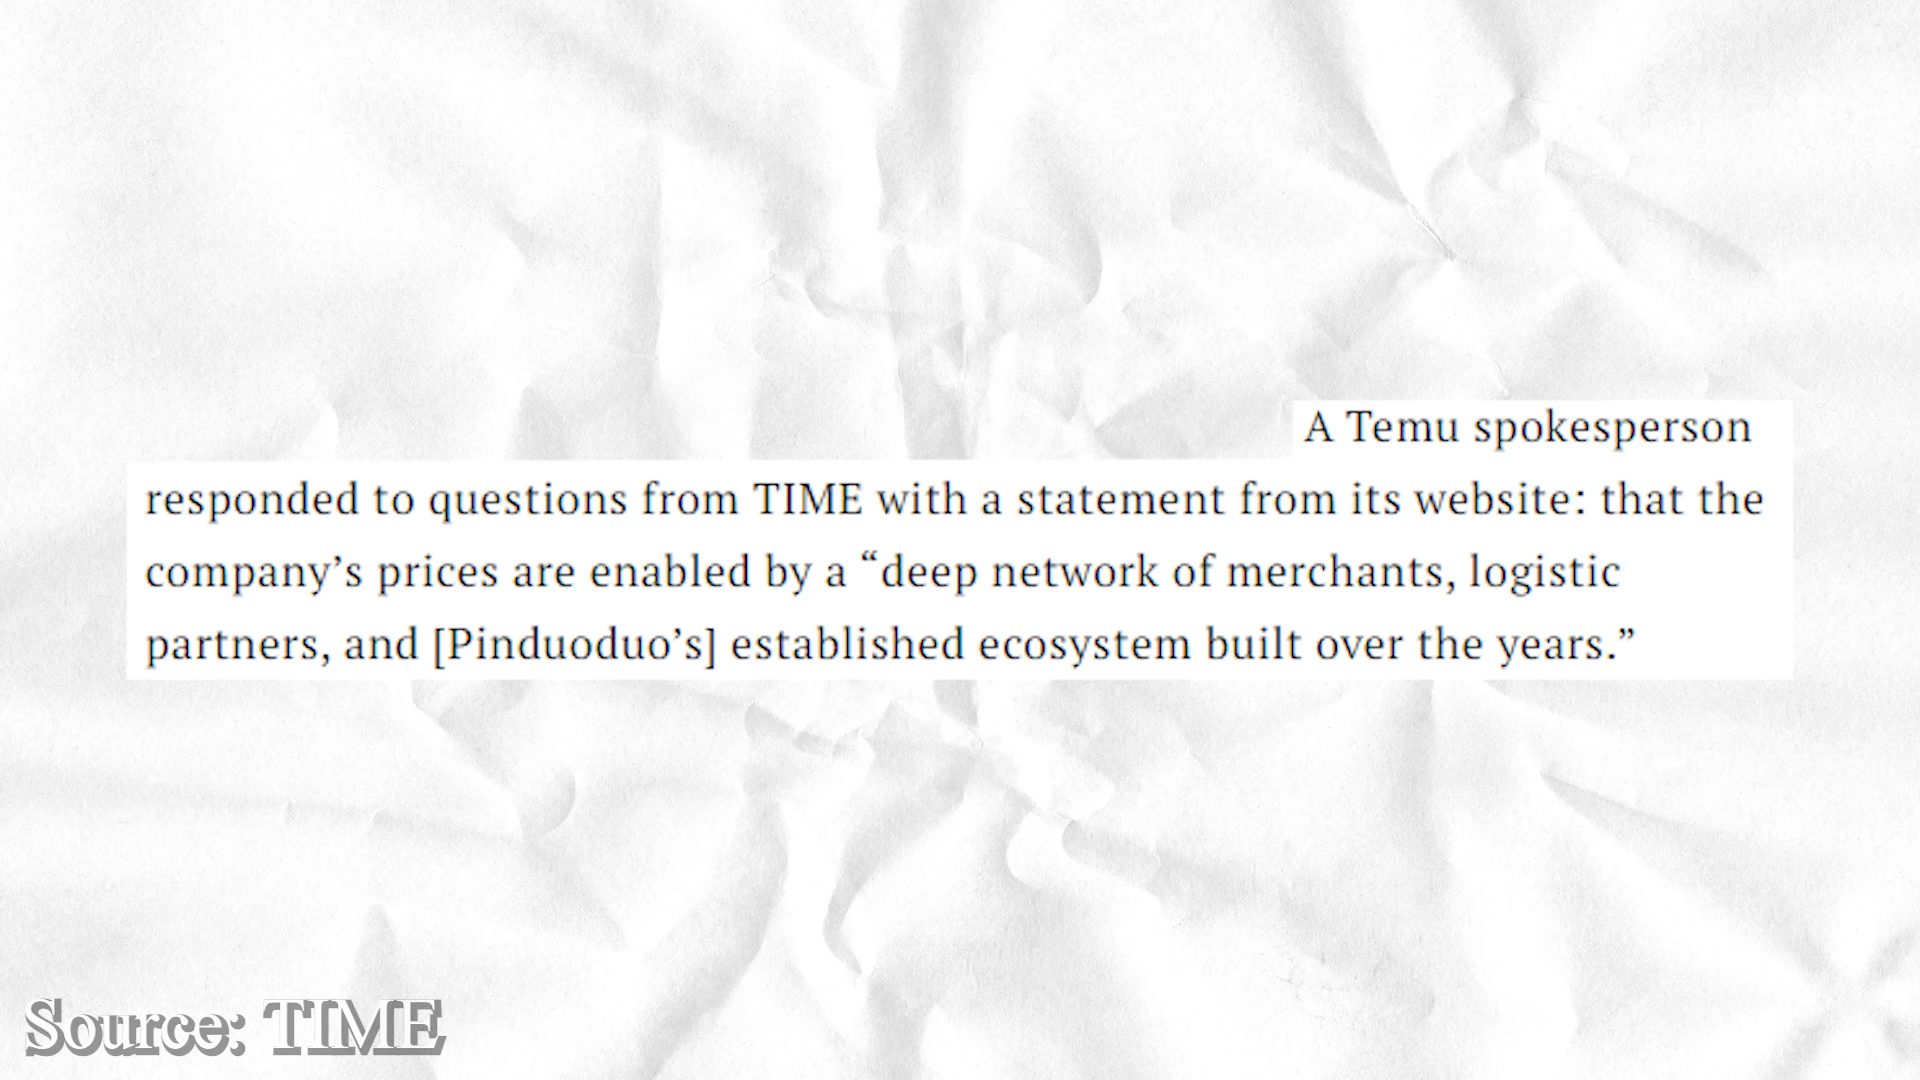 A Temu spokesperson
responded to questions from TIME with a statement from its website: that the
company’s prices are enabled by a “deep network of merchants, logistic
partners, and [Pinduoduo’s] established ecosystem built over the years.”
Source: TIME